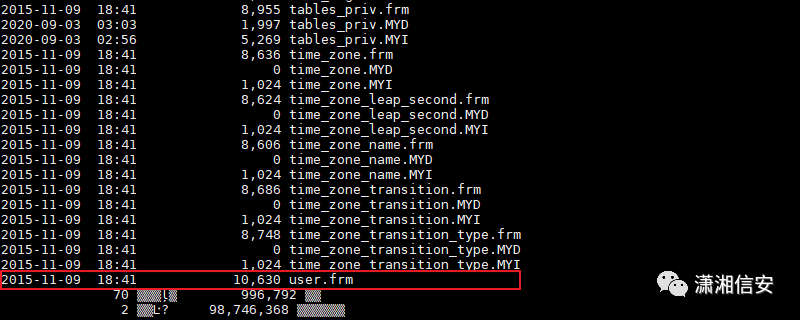 2015-11-09 18:41 8,955 tables_priv.frm
2020-09-03 03:03 1,997 tables_priv.MYD
2020-09-03 02:56 5,269 tables_priv.MYI
2015-11-09 18:41 8,636 time_zone.frm
2015-11-09 18:41 0 time_zone.MYD
2015-11-09 18:41 1,024 time_zone.MYI
2015-11-09 18:41 8,624 time_zone_leap_second.frm
2015-11-09 18:41 0 time_zone_leap_second.MYD
2015-11-09 18:41 1,024 time_zone_leap_second.MYI
2015-11-09 18:41 8,606 time_zone_name.frm
2015-11-09 18:41 0 time_zone_name.MYD
2015-11-09 18:41 1,024 time_zone_name.MYI
2015-11-09 18:41 8,686 time_zone_transition.frm
2015-11-09 18:41 0 time_zone_transition.MYD
2015-11-09 18:41 1,024 time_zone_transition.MYI
2015-11-09 18:41 8,748 time_zone_transition_type.frm
2015-11-09 18:41 0 time_zone_transition_type.MYD
2015-11-09 18:41 1,024 time_zone_transition_type.MYI
2015-11-09 18:41 10,630 user.frm
70 996,792
2 98,746,368
潇湘信安